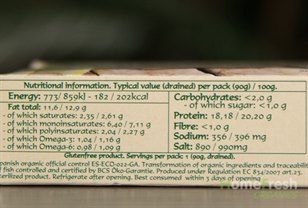 Nutritional information. Typical value (drained) per pack (90g) / 100g.
Energy: 773/ 859kJ - 182 / 202kcal
Fat total: 11,6 / 12,9 g
- of which saturates: 2,35 / 2,61 g
- of which monoinsaturates: 6,40 / 7,11 g
- of which polyinsaturates: 2,04 / 2,27 g
- of which Omega-3: 1,04 / 1,16
- of which Omega-6: 0,98 / 1,09 g
Carbohydrates: <2,0 g
- of which sugar: <1,0 g
Protein: 18,18 / 20,20 g
Fibre: <1,0 g
Sodium: 356 / 396 mg
Salt: 890 /990mg
Glutenfree product. Servings per pack: 1 (90g, drained).
panish organic official control ES-ECO-022-GA. Transformation of organic ingredients and traceability
f fish controlled and certified by BCS Öko-Garantie. Produced under Regulation EC 834/2007 art.23.
terilized product. Refrigerate after opening. Best consumed within 3 days of opening